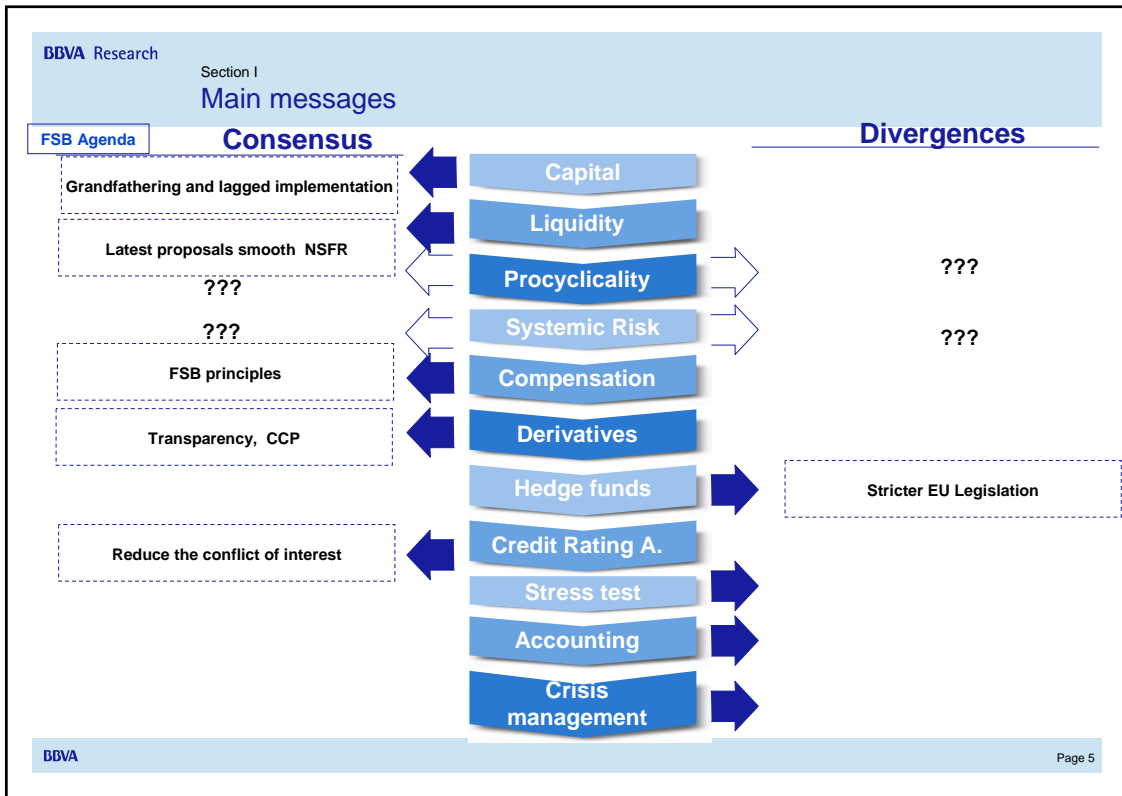 BBVA Research
Section I
Main messages
FSB Agenda
Consensus
Divergences
Capital
Grandfathering and lagged implementation
Liquidity
Latest proposals smooth NSFR
Procyclicality
???
???
Systemic Risk
???
???
Compensation
FSB principles
Derivatives
Transparency, CCP
Hedge funds
Stricter EU Legislation
Credit Rating A.
Reduce the conflict of interest
Stress test
Accounting
Crisis
management
BBVA
Page 5